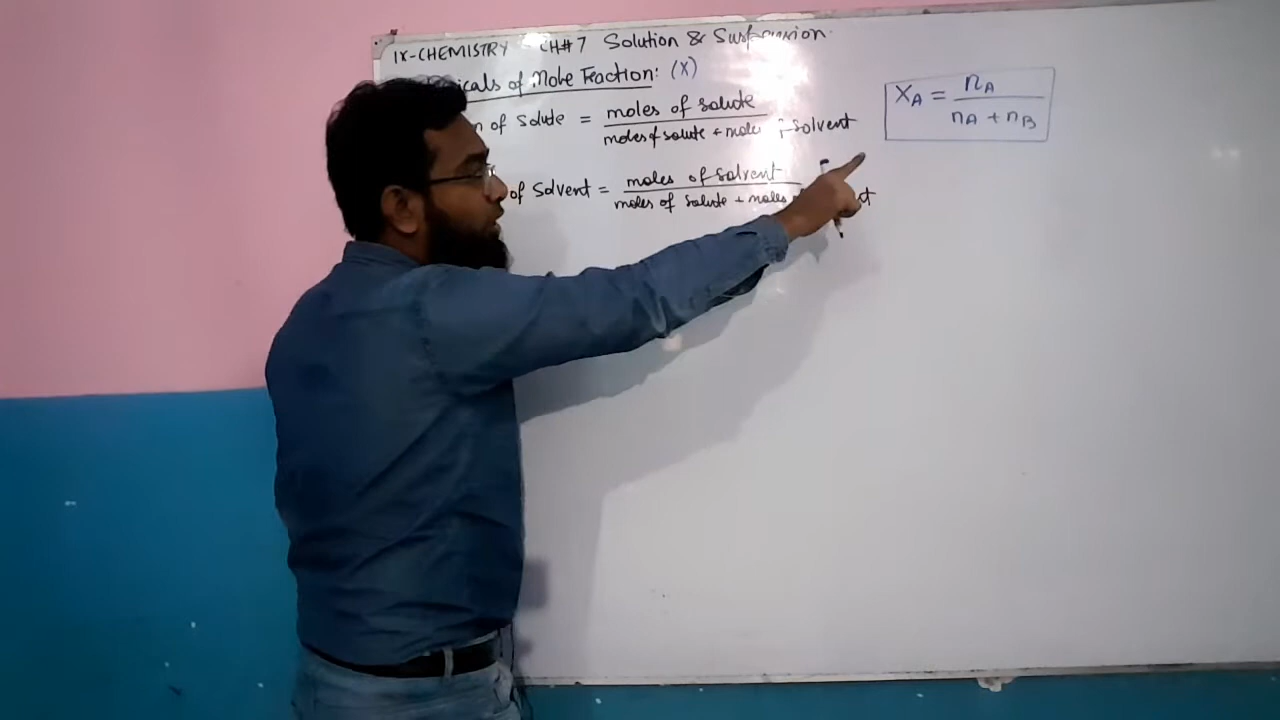 IX-CHEMISTRY CH#7 Solution & Suspension
of Mole Fraction: (X)
of Solute = moles of solute
moles of solute + moles of solvent
of Solvent = moles of solvent
moles of solute + moles
XA = nA
nA + nB